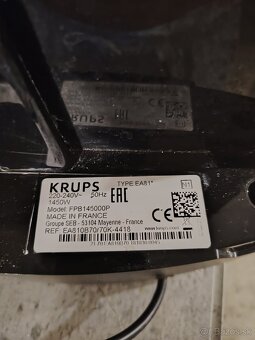 KRUPS
TYPE EA81*
220-240V~ 50Hz
1450W
Model: FPB145000P
MADE IN FRANCE
Groupe SEB - 53104 Mayenne - France
REF. EA810B70/70K-4418